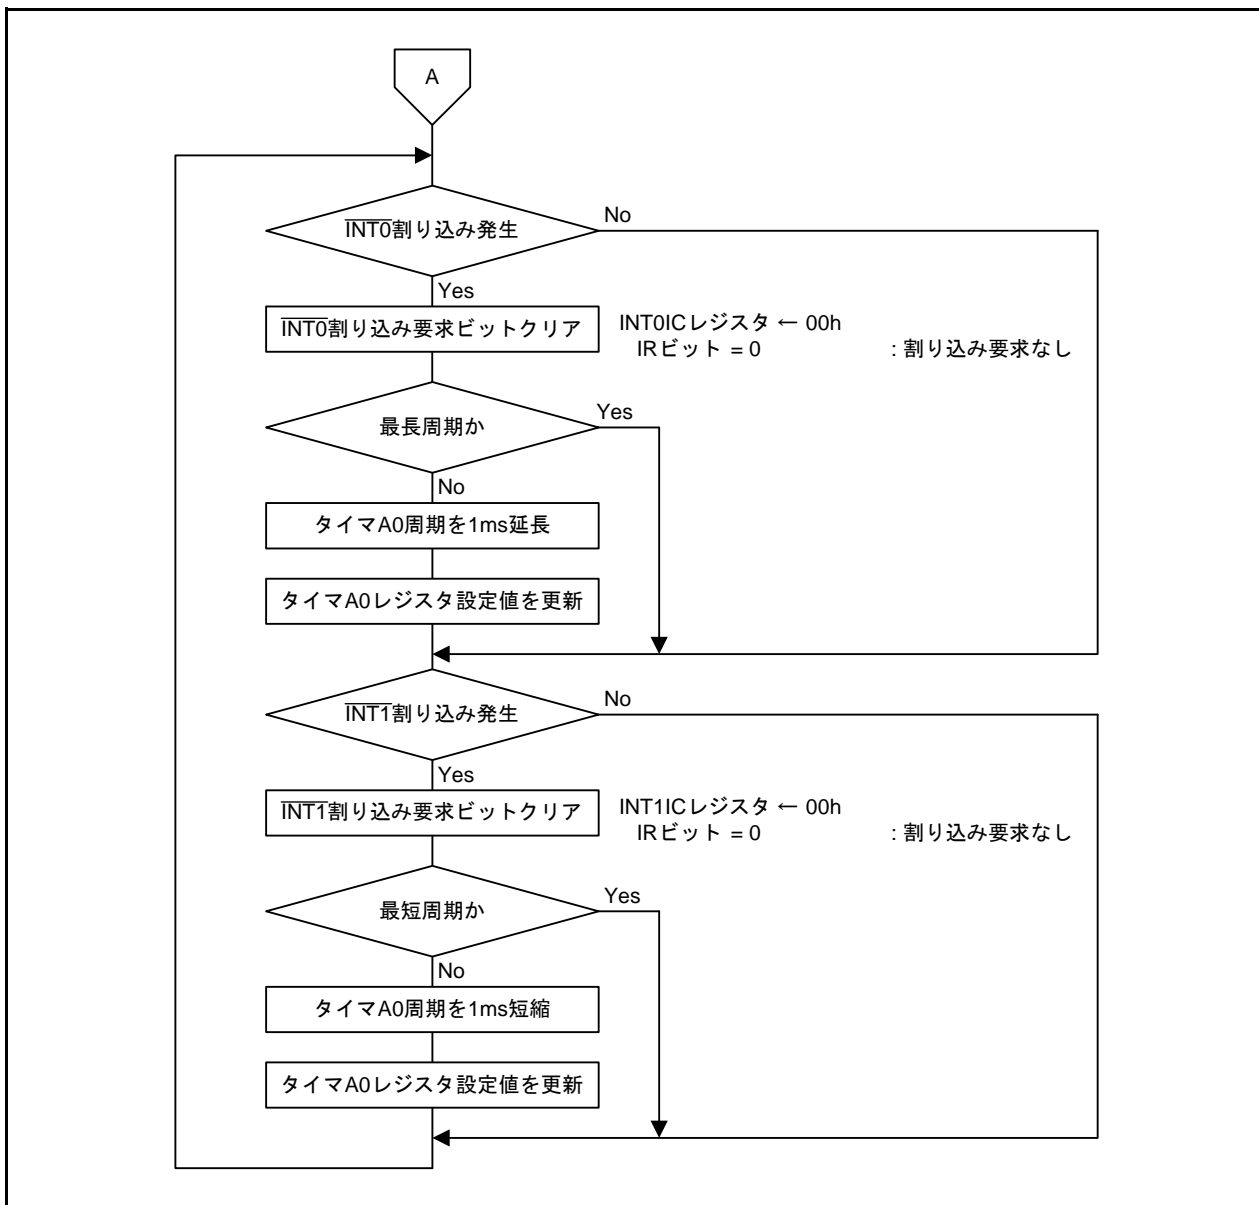 A
INT0割り込み発生
No
Yes
INT0割り込み要求ビットクリア
INT0ICレジスタ ← 00h
IRビット = 0 : 割り込み要求なし
最長周期か
Yes
No
タイマA0周期を1ms延長
タイマA0レジスタ設定値を更新
INT1割り込み発生
No
Yes
INT1割り込み要求ビットクリア
INT1ICレジスタ ← 00h
IRビット = 0 : 割り込み要求なし
最短周期か
Yes
No
タイマA0周期を1ms短縮
タイマA0レジスタ設定値を更新